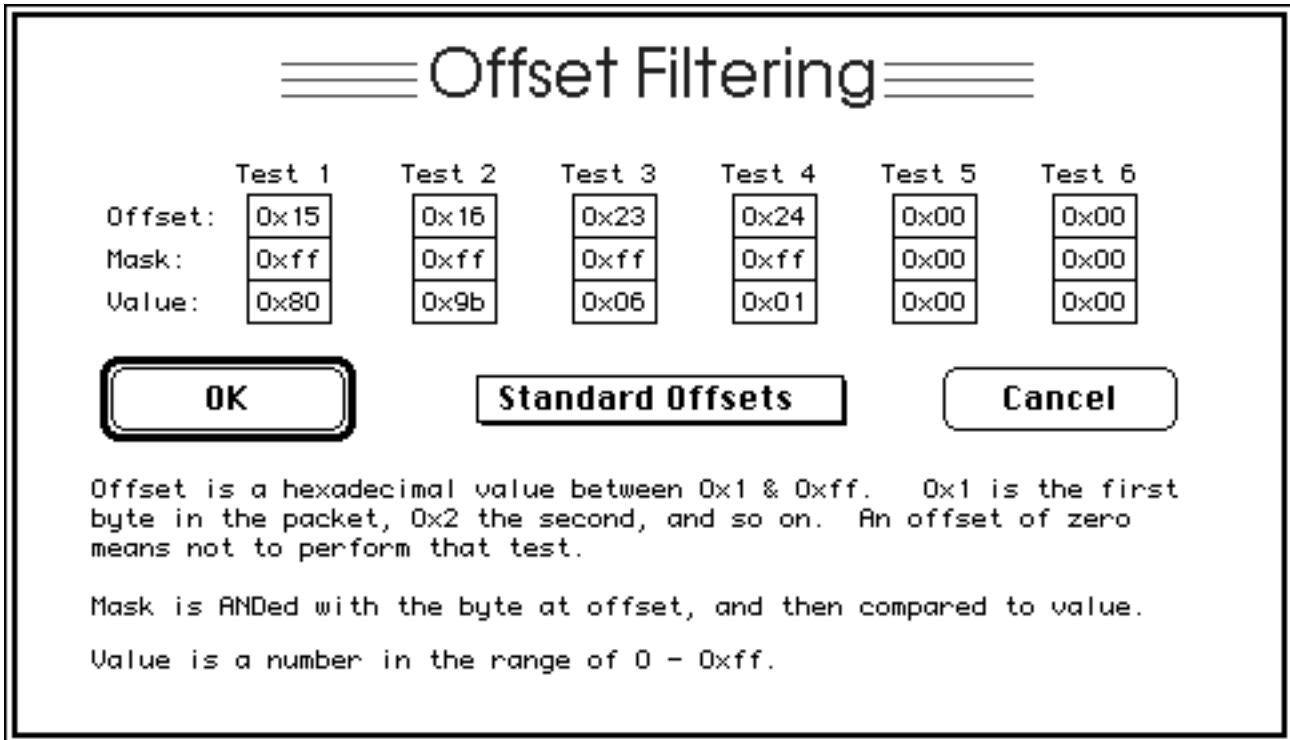 Offset Filtering
Test 1 Test 2 Test 3 Test 4 Test 5 Test 6
Offset: 0x15 0x16 0x23 0x24 0x00 0x00
Mask: 0xff 0xff 0xff 0xff 0x00 0x00
Value: 0x80 0x9b 0x06 0x01 0x00 0x00
OK Standard Offsets Cancel
Offset is a hexadecimal value between 0x1 & 0xff. 0x1 is the first
byte in the packet, 0x2 the second, and so on. An offset of zero
means not to perform that test.
Mask is ANDed with the byte at offset, and then compared to value.
Value is a number in the range of 0 - 0xff.